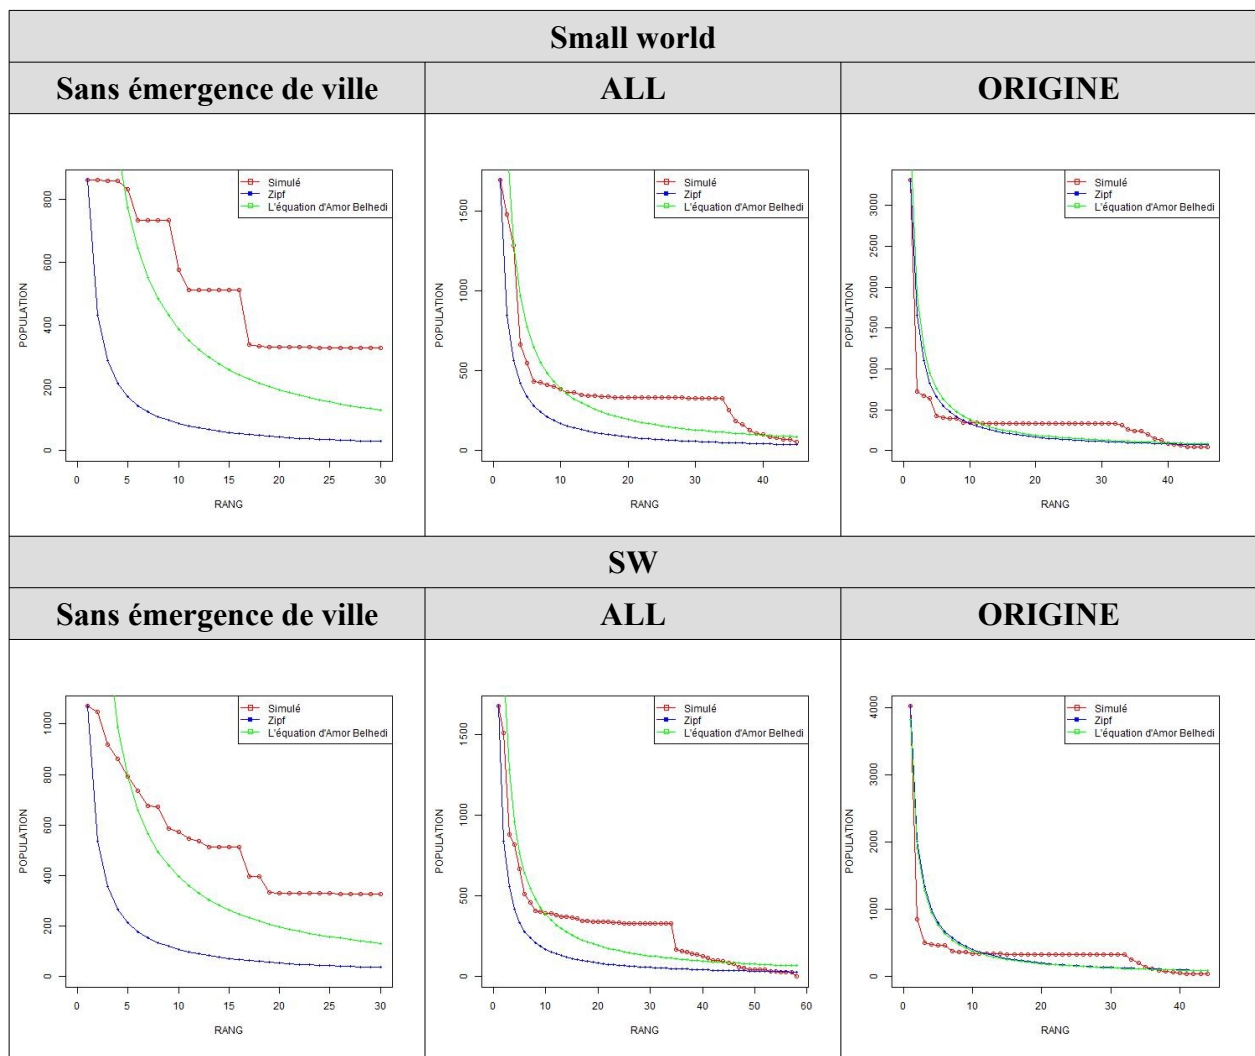 Small world
Sans émergence de ville ALL ORIGINE
Simulé
Zipf
L'équation d'Amor Belhedi
POPULATION
0 200 400 600 800
0 5 10 15 20 25 30
RANG
Simulé
Zipf
L'équation d'Amor Belhedi
POPULATION
0 500 1000 1500
0 10 20 30 40
RANG
Simulé
Zipf
L'équation d'Amor Belhedi
POPULATION
0 500 1000 1500 2000 2500 3000
0 10 20 30 40
RANG
SW
Sans émergence de ville ALL ORIGINE
Simulé
Zipf
L'équation d'Amor Belhedi
POPULATION
0 200 400 600 800 1000
0 5 10 15 20 25 30
RANG
Simulé
Zipf
L'équation d'Amor Belhedi
POPULATION
0 500 1000 1500
0 10 20 30 40 50 60
RANG
Simulé
Zipf
L'équation d'Amor Belhedi
POPULATION
0 1000 2000 3000 4000
0 10 20 30 40
RANG